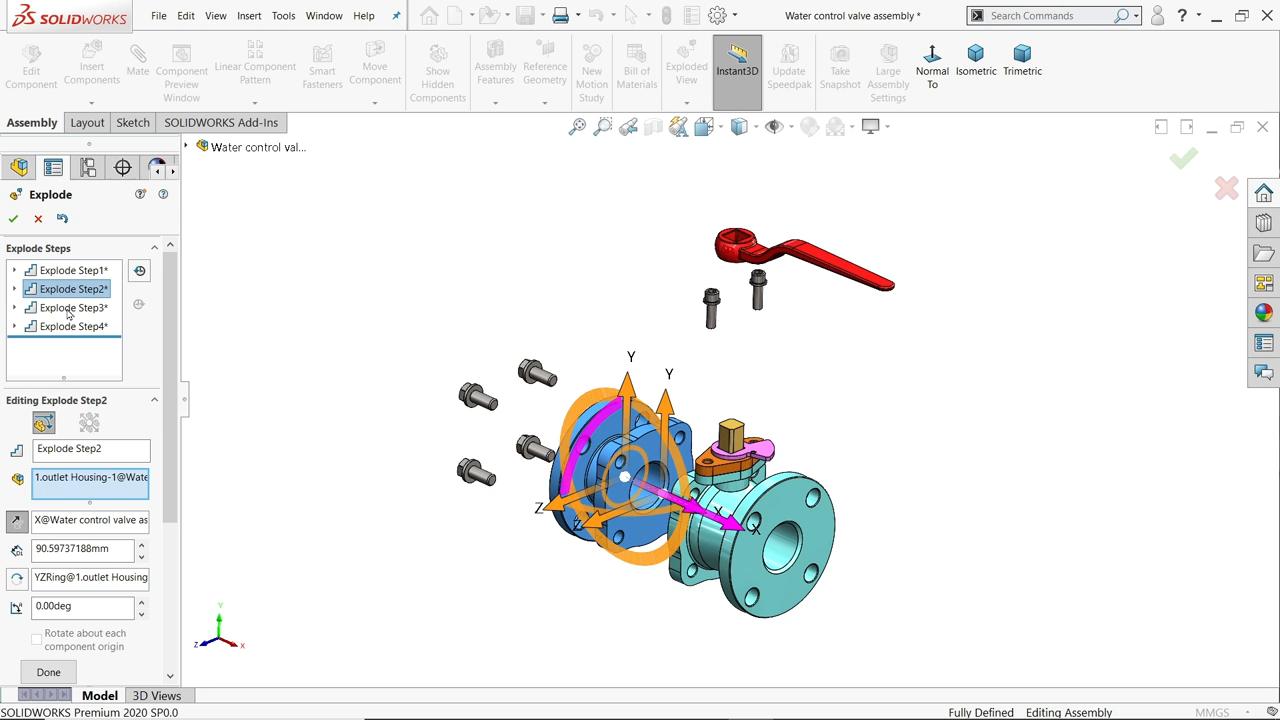 SOLIDWORKS File Edit View Insert Tools Window Help Water control valve assembly * Search Commands ?
Edit Component
Insert Components
Mate
Component Preview Window
Linear Component Pattern
Smart Fasteners
Move Component
Show Hidden Components
Assembly Features
Reference Geometry
New Motion Study
Bill of Materials
Exploded View
Instant3D
Update Speedpak
Take Snapshot
Large Assembly Settings
Normal To
Isometric
Trimetric
Assembly Layout Sketch SOLIDWORKS Add-Ins
Water control val...
Explode
Explode Steps
Explode Step1*
Explode Step2*
Explode Step3*
Explode Step4*
Editing Explode Step2
Explode Step2
1.outlet Housing-1@Wate
X@Water control valve as
90.59737188mm
YZRing@1.outlet Housing
0.00deg
Rotate about each
component origin
Done
Y
Y
Z
Z
X
X
Y
Z
X
Model 3D Views
SOLIDWORKS Premium 2020 SP0.0 Fully Defined Editing Assembly MMGS